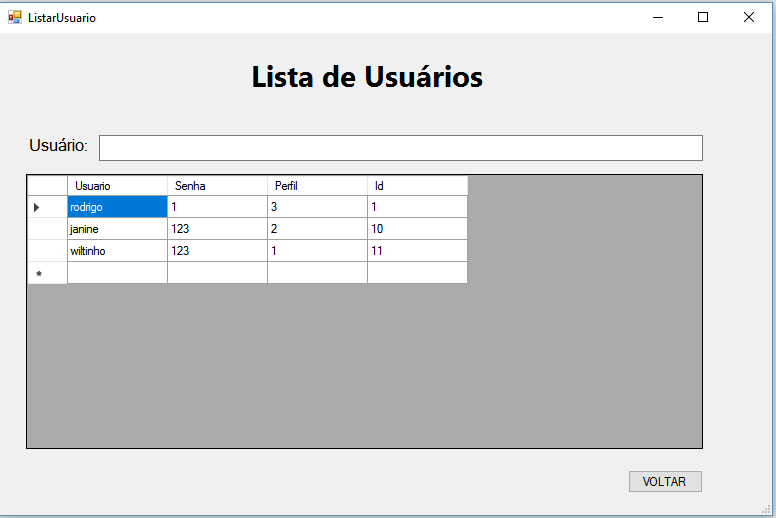 ListarUsuario
Lista de Usuários
Usuário:
Usuario Senha Perfil Id
rodrigo 1 3 1
janine 123 2 10
wiltinho 123 1 11
VOLTAR